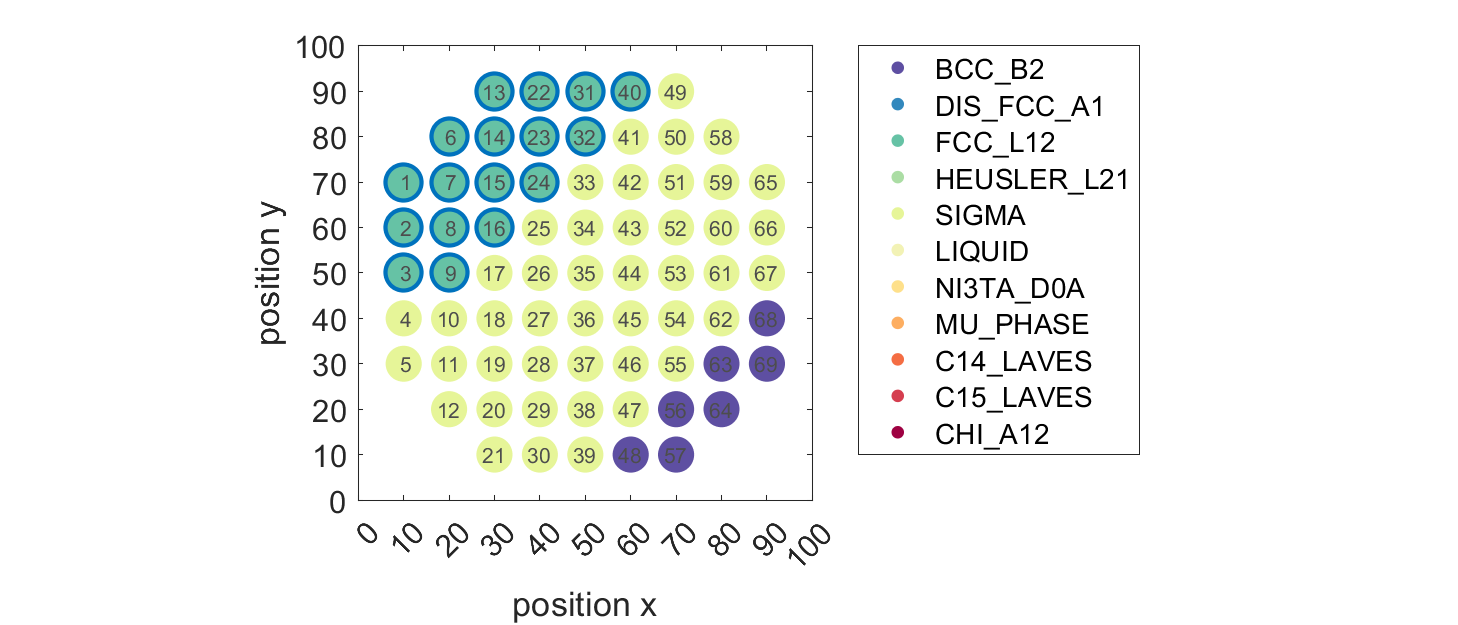 100
90
80
70
60
50
40
30
20
10
0
position y
13 22 31 40 49
6 14 23 32 41 50 58
1 7 15 24 33 42 51 59 65
2 8 16 25 34 43 52 60 66
3 9 17 26 35 44 53 61 67
4 10 18 27 36 45 54 62 68
5 11 19 28 37 46 55 63 69
12 20 29 38 47 56 64
21 30 39 48 57
0 10 20 30 40 50 60 70 80 90 100
position x
BCC_B2
DIS_FCC_A1
FCC_L12
HEUSLER_L21
SIGMA
LIQUID
NI3TA_D0A
MU_PHASE
C14_LAVES
C15_LAVES
CHI_A12